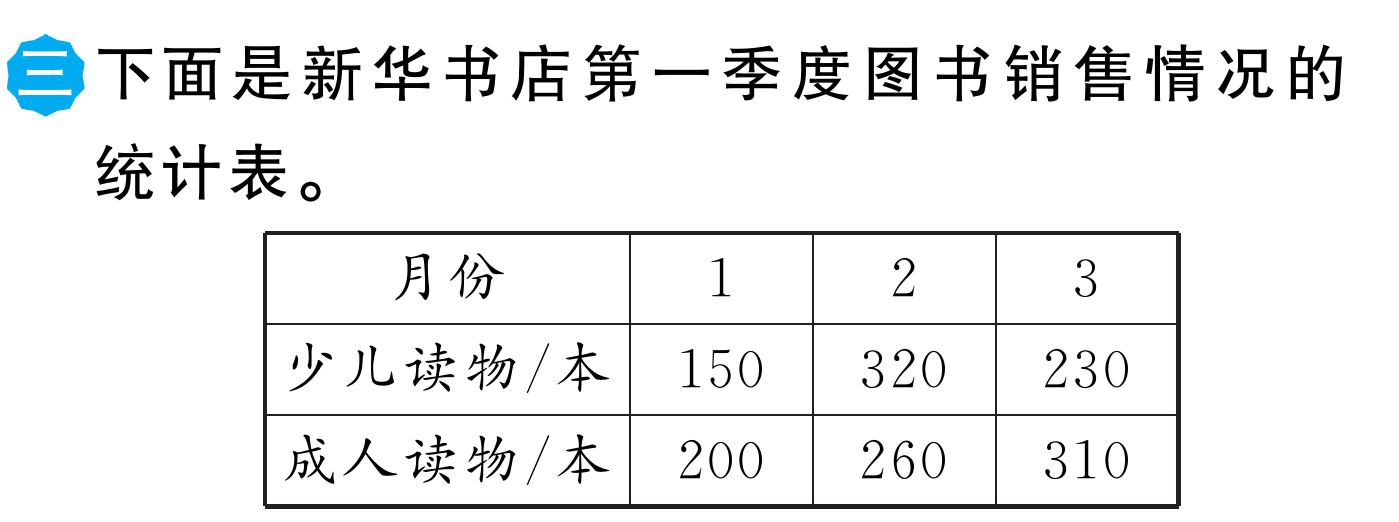 三 下面是新华书店第一季度图书销售情况的
统计表。
月份 1 2 3
少儿读物/本 150 320 230
成人读物/本 200 260 310